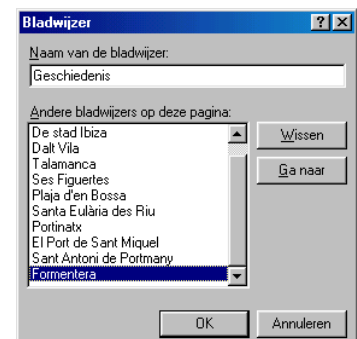 Bladwijzer
Naam van de bladwijzer:
Geschiedenis
Andere bladwijzers op deze pagina:
De stad Ibiza
Dalt Vila
Talamanca
Ses Figuertes
Plaja d'en Bossa
Santa Eulària des Riu
Portinatx
El Port de Sant Miquel
Sant Antoni de Portmany
Formentera
Wissen
Ga naar
OK
Annuleren